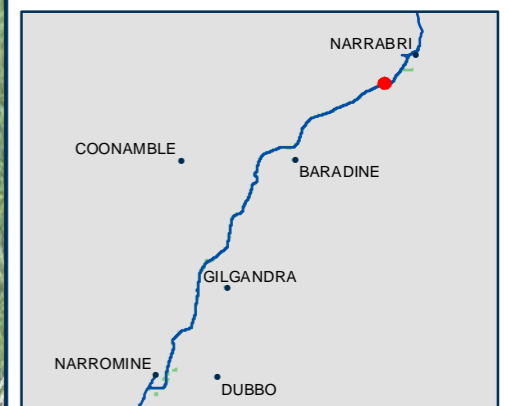 NARRABRI
COONAMBLE
BARADINE
GILGANDRA
NARROMINE
DUBBO